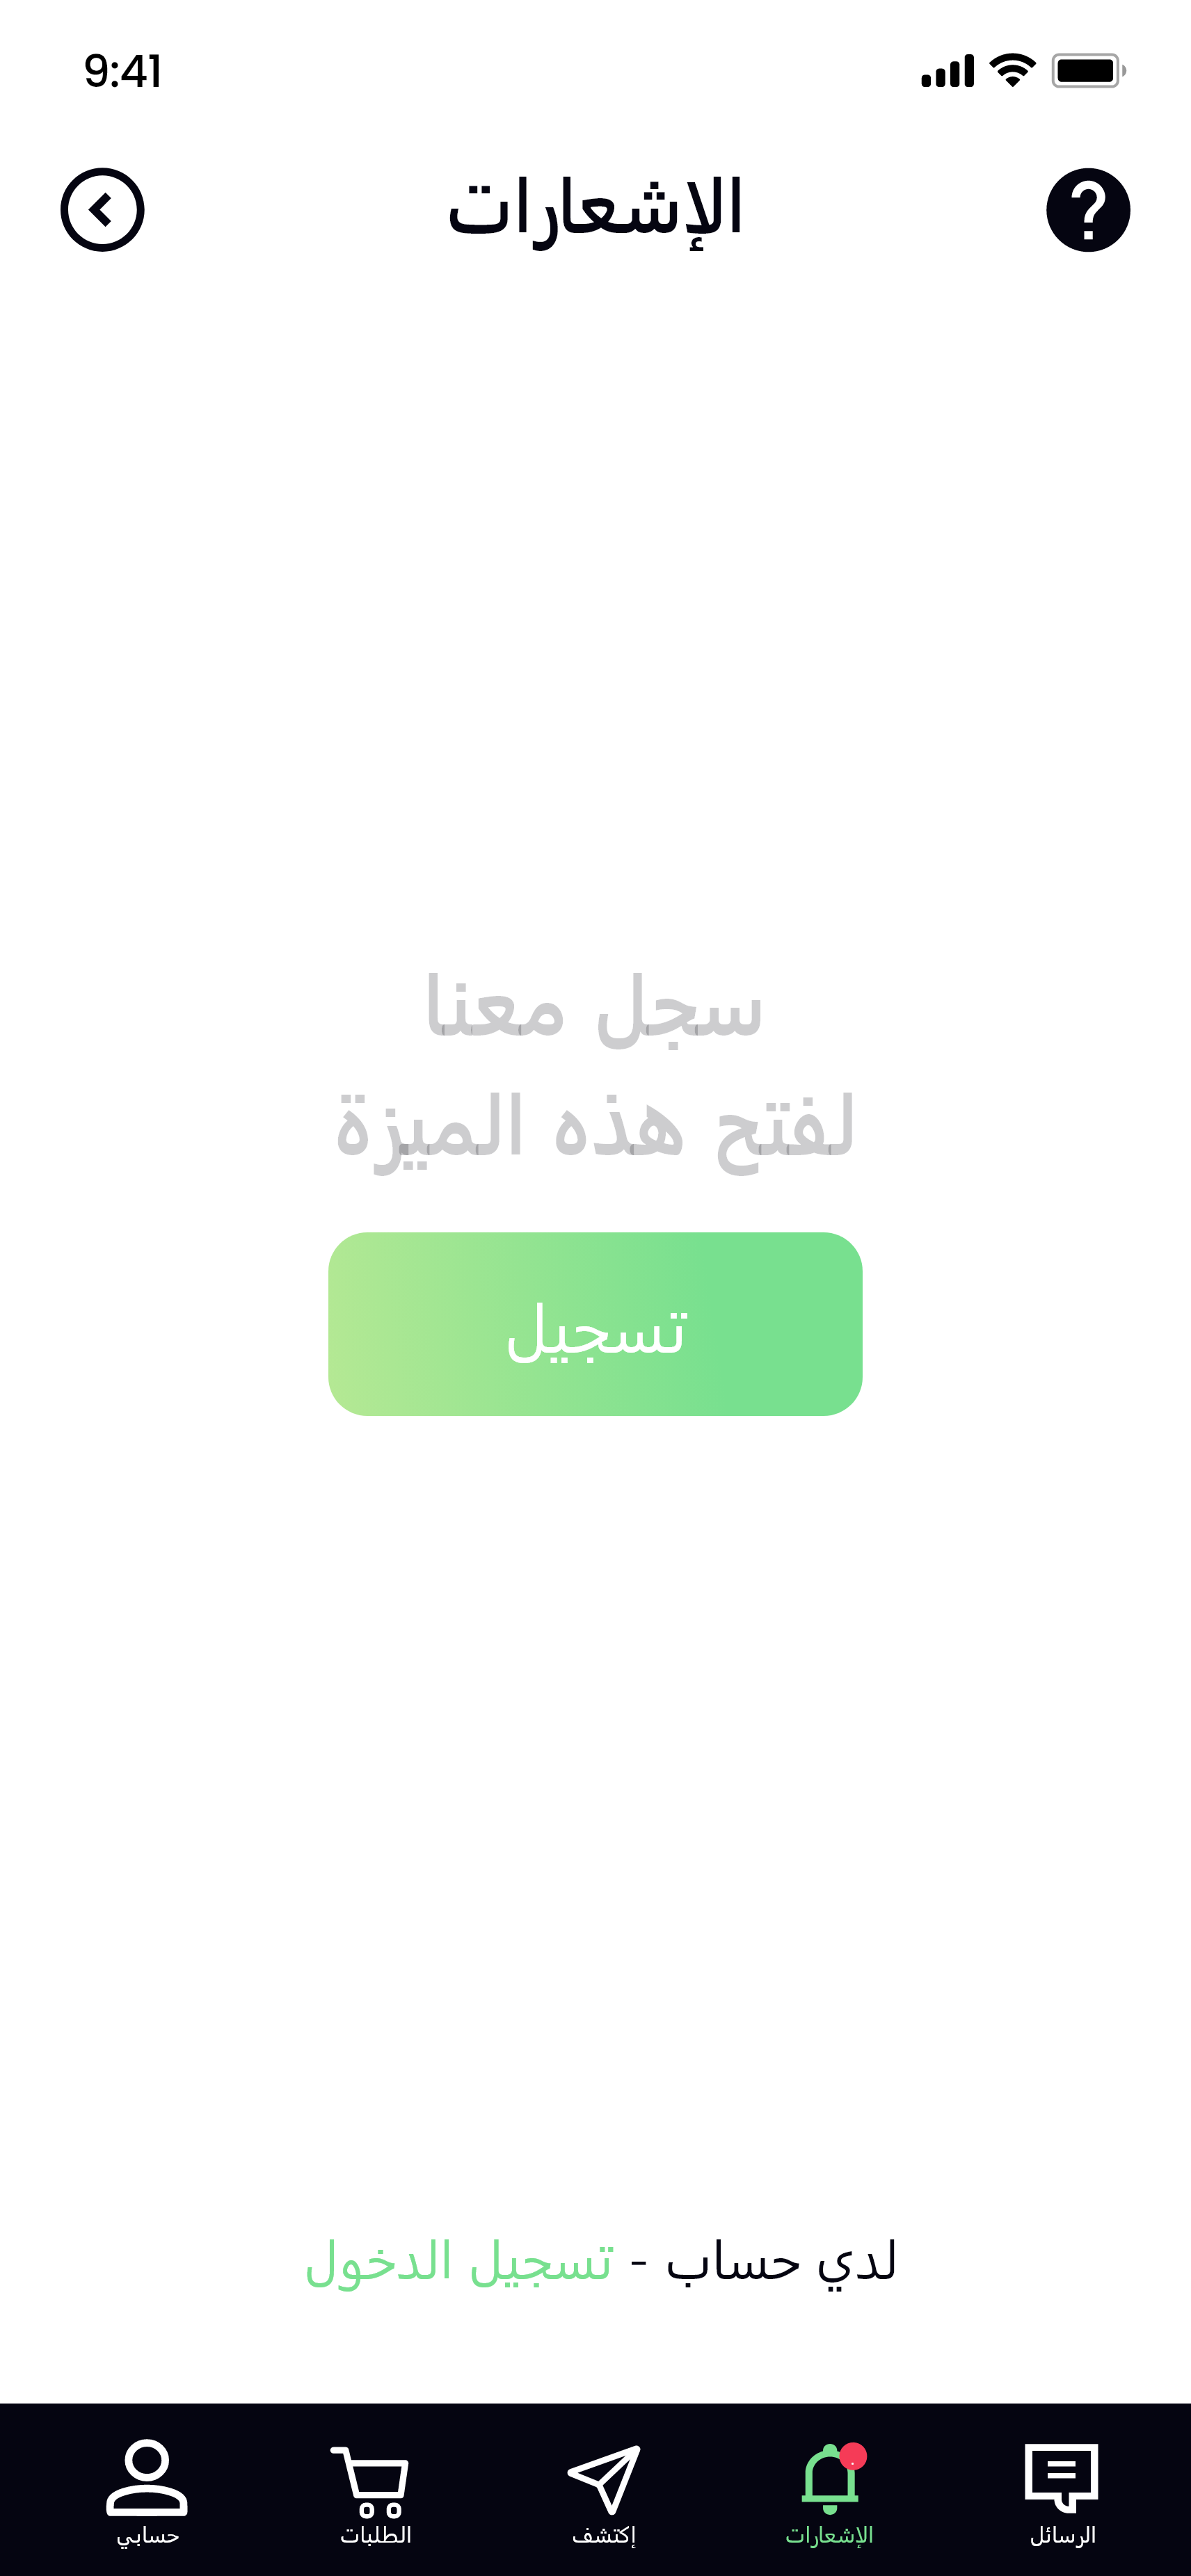 9:41
الإشعارات
سجل معنا
لفتح هذه الميزة
تسجيل
لدي حساب - تسجيل الدخول
الرسائل
الإشعارات
إكتشف
الطلبات
حسابي